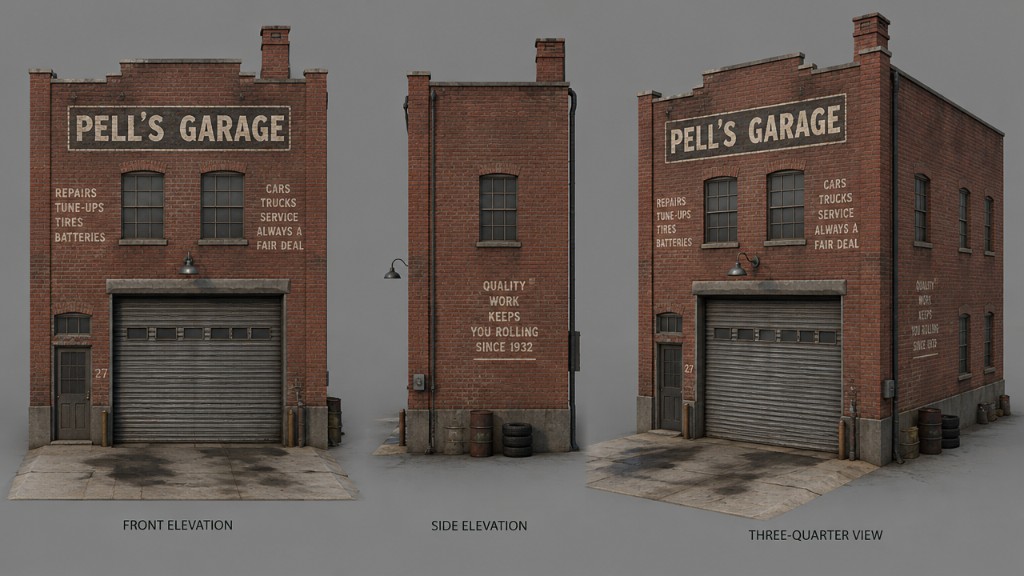 PELL'S GARAGE
REPAIRS
TUNE-UPS
TIRES
BATTERIES
CARS
TRUCKS
SERVICE
ALWAYS A
FAIR DEAL
27
FRONT ELEVATION
QUALITY
WORK
KEEPS
YOU ROLLING
SINCE 1932
SIDE ELEVATION
PELL'S GARAGE
REPAIRS
TUNE-UPS
TIRES
BATTERIES
CARS
TRUCKS
SERVICE
ALWAYS A
FAIR DEAL
27
QUALITY
WORK
KEEPS
YOU ROLLING
SINCE
THREE-QUARTER VIEW